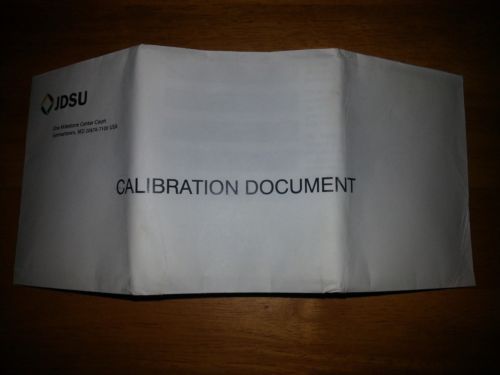 JDSU
One Milestone Center Court
Germantown, MD 20876-7100 USA
CALIBRATION DOCUMENT